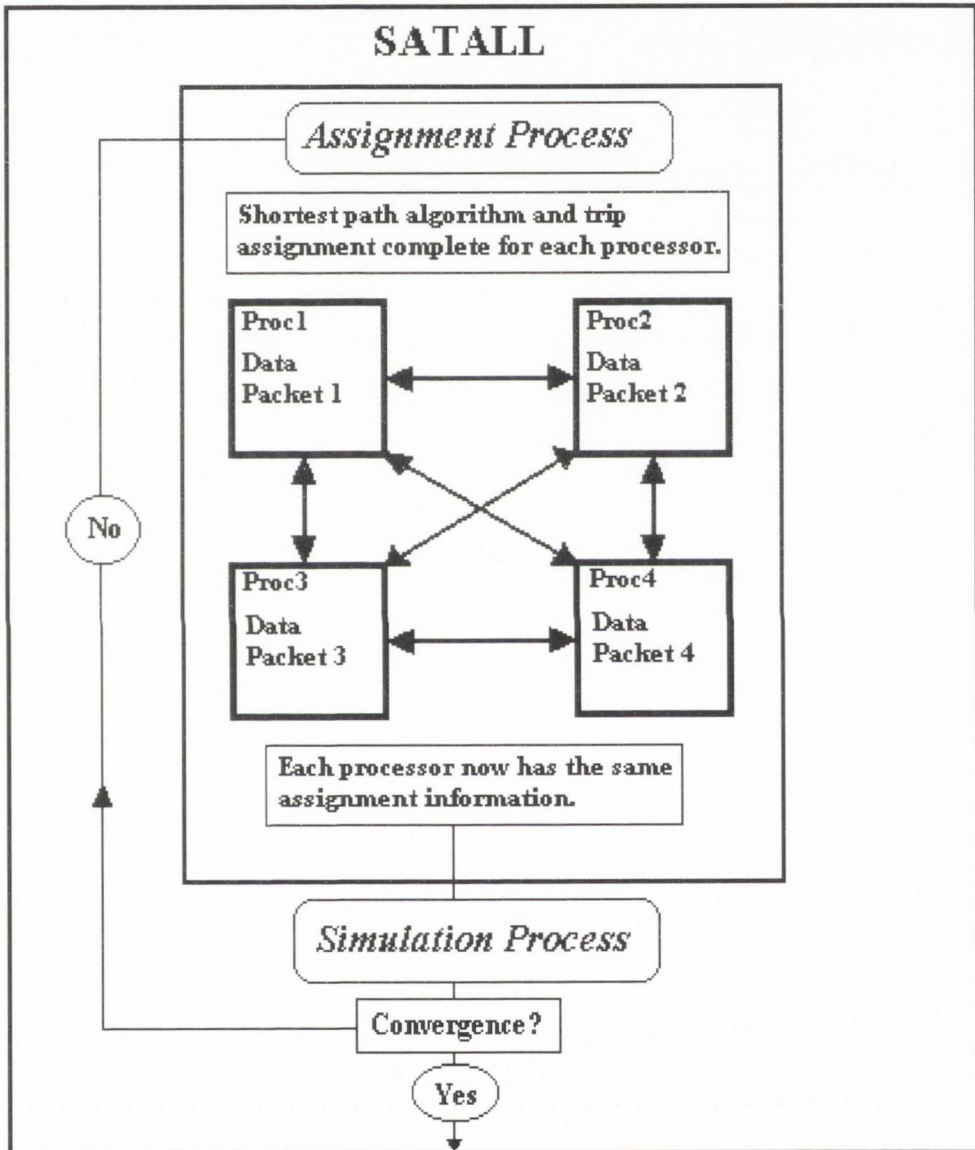 SATALL
Assignment Process
Shortest path algorithm and trip
assignment complete for each processor.
Proc1
Data
Packet 1
Proc2
Data
Packet 2
No
Proc3
Data
Packet 3
Proc4
Data
Packet 4
Each processor now has the same
assignment information.
Simulation Process
Convergence?
Yes